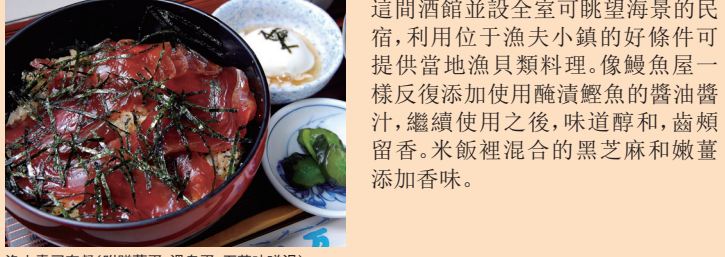 這間酒館並設全室可眺望海景的民
宿,利用位于漁夫小鎮的好條件可
提供當地漁貝類料理。像鰻魚屋一
樣反復添加使用醃漬鰹魚的醬油醬
汁,繼續使用之後,味道醇和,齒頰
留香。米飯裡混合的黑芝麻和嫩薑
添加香味。